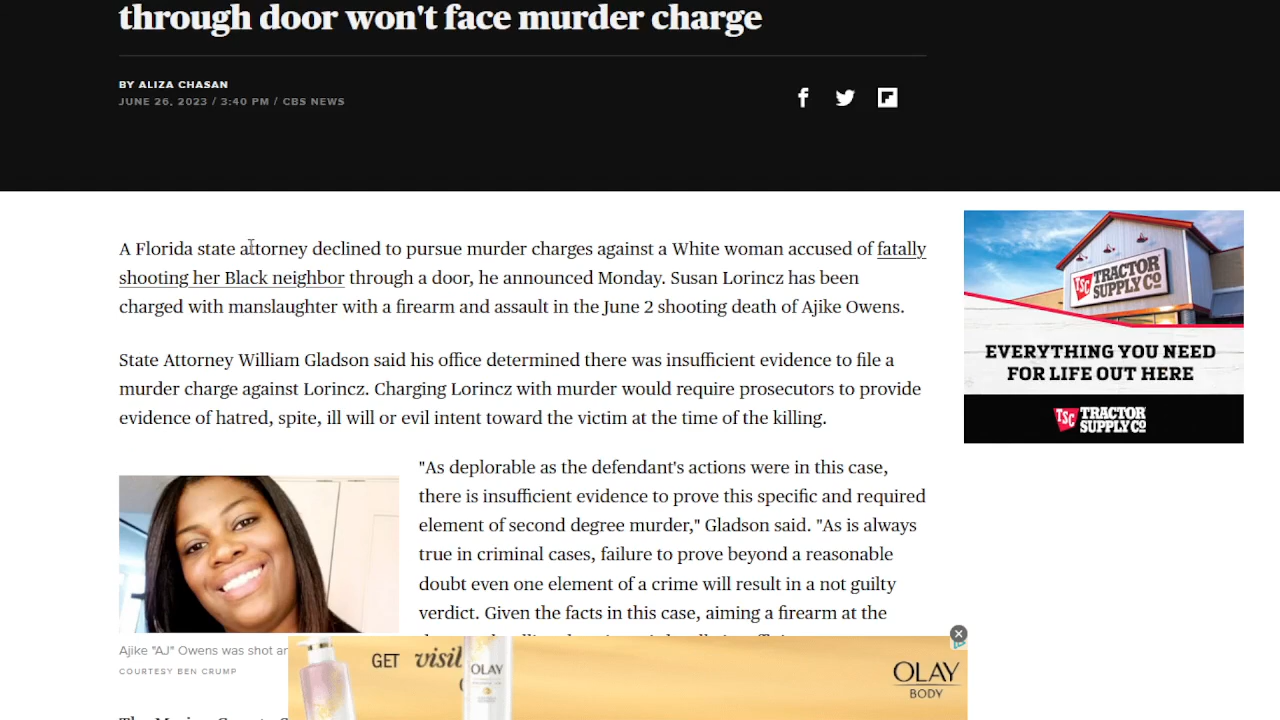 through door won't face murder charge
BY ALIZA CHASAN
JUNE 26, 2023 / 3:40 PM / CBS NEWS
A Florida state attorney declined to pursue murder charges against a White woman accused of fatally
shooting her Black neighbor through a door, he announced Monday. Susan Lorincz has been
charged with manslaughter with a firearm and assault in the June 2 shooting death of Ajike Owens.
State Attorney William Gladson said his office determined there was insufficient evidence to file a
murder charge against Lorincz. Charging Lorincz with murder would require prosecutors to provide
evidence of hatred, spite, ill will or evil intent toward the victim at the time of the killing.
"As deplorable as the defendant's actions were in this case,
there is insufficient evidence to prove this specific and required
element of second degree murder," Gladson said. "As is always
true in criminal cases, failure to prove beyond a reasonable
doubt even one element of a crime will result in a not guilty
verdict. Given the facts in this case, aiming a firearm at the
Ajike "AJ" Owens was shot an
COURTESY BEN CRUMP
TSC TRACTOR
SUPPLY CO
EVERYTHING YOU NEED
FOR LIFE OUT HERE
TSC TRACTOR
SUPPLY CO
GET visil
OLAY
OLAY
BODY